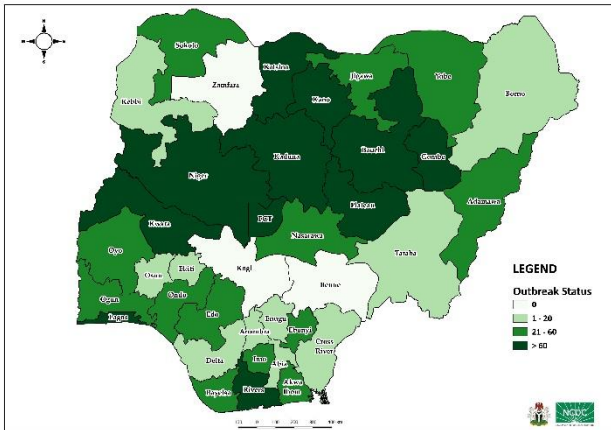 N
Sokoto
Katsina
Zamfara
Jigawa
Yobe
Borno
Kano
Kebbi
Bauchi
Gombe
Kaduna
Niger
Adamawa
Plateau
FCT
Kwara
Nasarawa
Oyo
Taraba
Kogi
Benue
Osun
Ekiti
Ogun
Ondo
Lagos
Edo
Enugu
Anambra
Ebonyi
Cross
River
Delta
Imo
Abia
Akwa
Ibom
Bayelsa
Rivers
LEGEND
Outbreak Status
0
1 - 20
21 - 60
> 60
NCDC